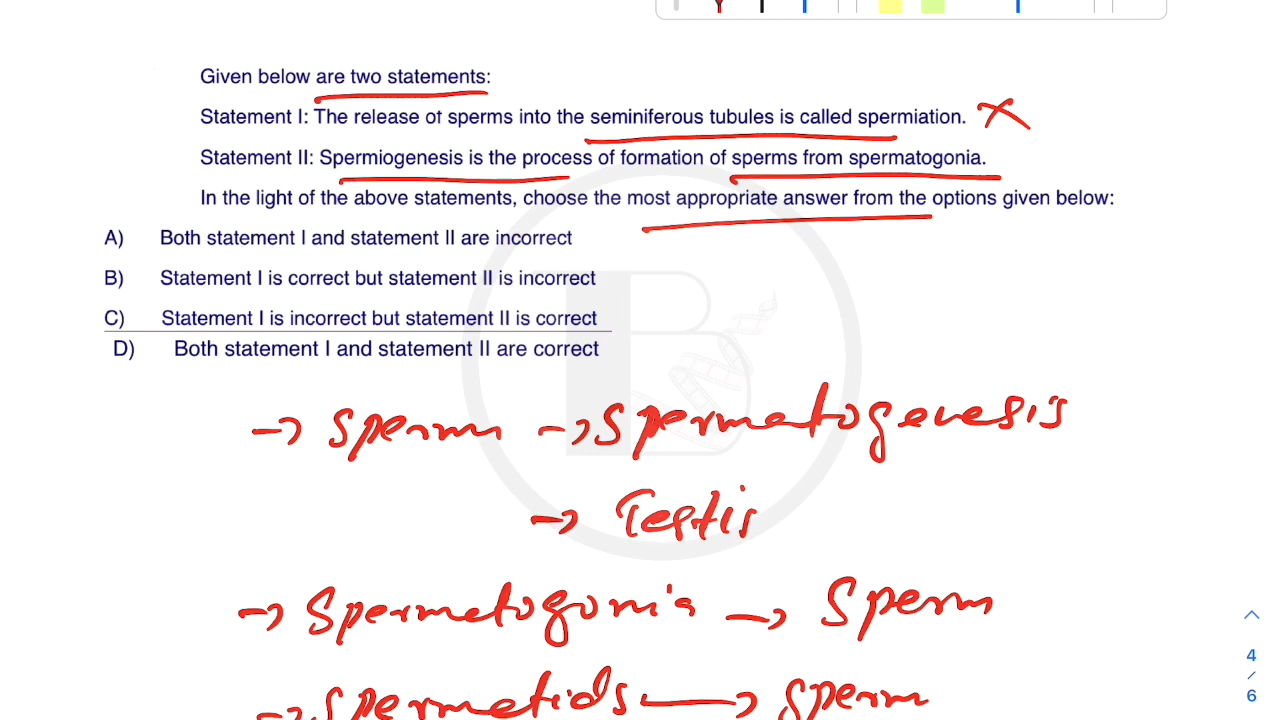 Given below are two statements:
Statement I: The release of sperms into the seminiferous tubules is called spermiation.
Statement II: Spermiogenesis is the process of formation of sperms from spermatogonia.
In the light of the above statements, choose the most appropriate answer from the options given below:
A) Both statement I and statement II are incorrect
B) Statement I is correct but statement II is incorrect
C) Statement I is incorrect but statement II is correct
D) Both statement I and statement II are correct
→ Sperm → Spermatogenesis
→ Testis
→ Spermetogonia → Sperm
→ Spermetids → Sperm
4
/
6